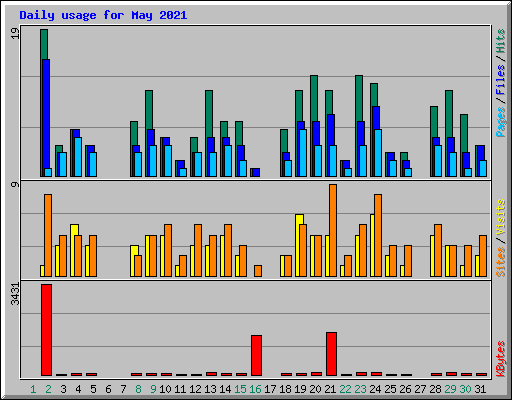 Daily usage for May 2021
19
Pages / Files / Hits
9
Sites / Visits
3431
KBytes
1 2 3 4 5 6 7 8 9 10 11 12 13 14 15 16 17 18 19 20 21 22 23 24 25 26 27 28 29 30 31